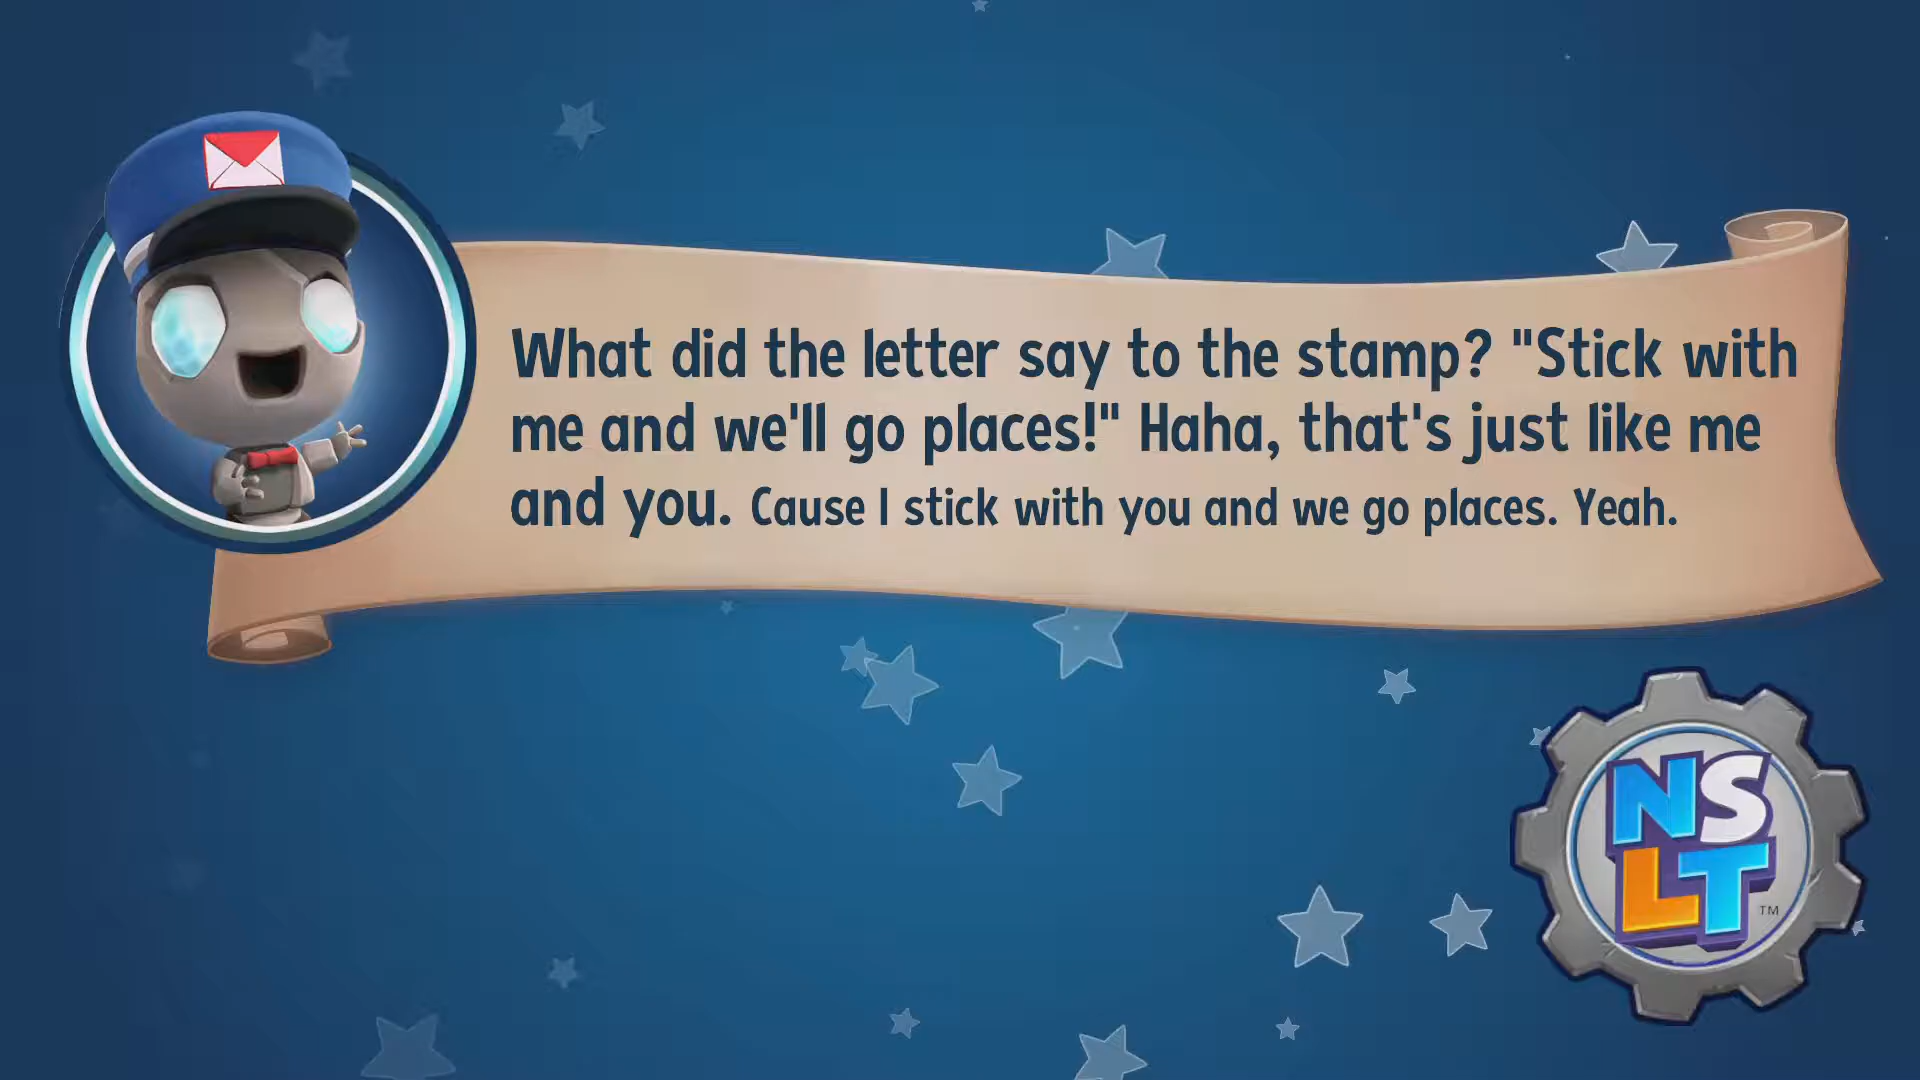 What did the letter say to the stamp? "Stick with
me and we'll go places!" Haha, that's just like me
and you. Cause I stick with you and we go places. Yeah.
NS
LT
TM